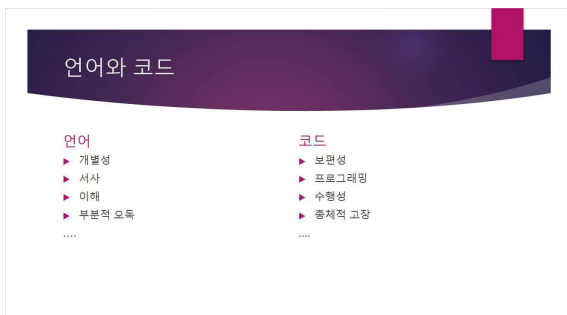 언어와 코드
언어
▶ 개별성
▶ 서사
▶ 이해
▶ 부분적 오독
....
코드
▶ 보편성
▶ 프로그래밍
▶ 수행성
▶ 총체적 고장
....